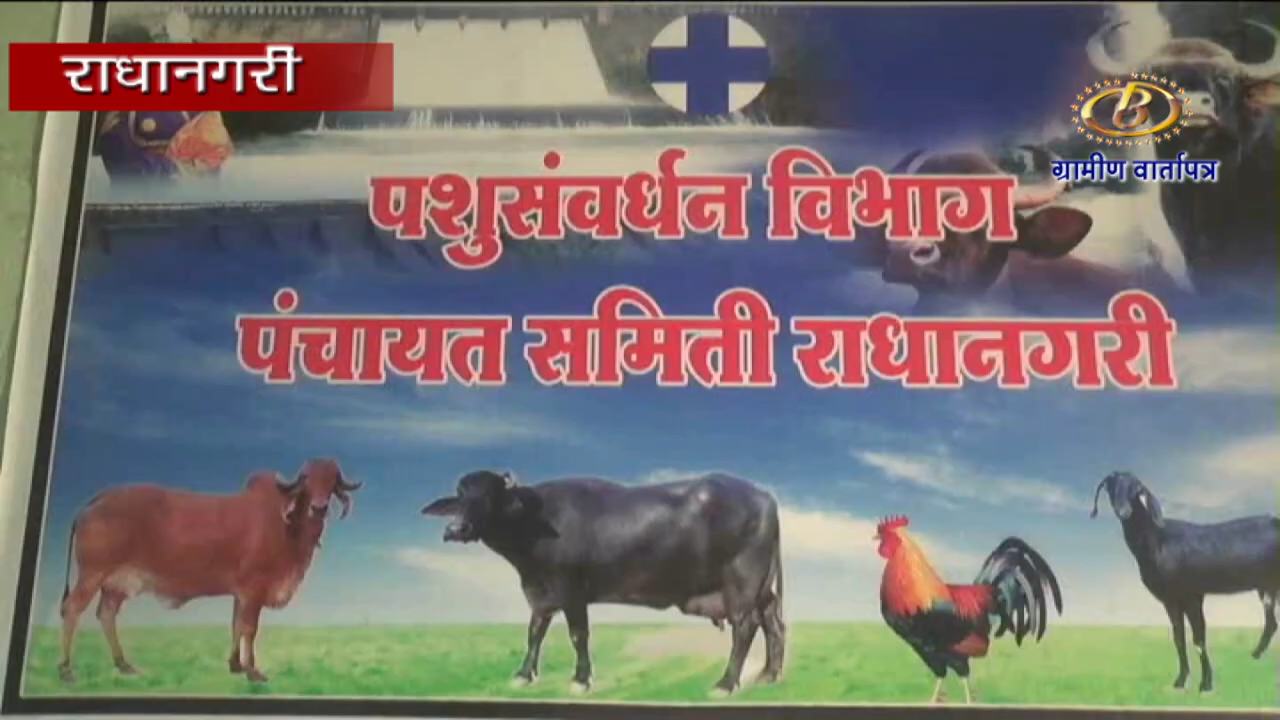 राधानगरी
B
ग्रामीण वार्तापत्र
पशुसंवर्धन विभाग
पंचायत समिती राधानगरी